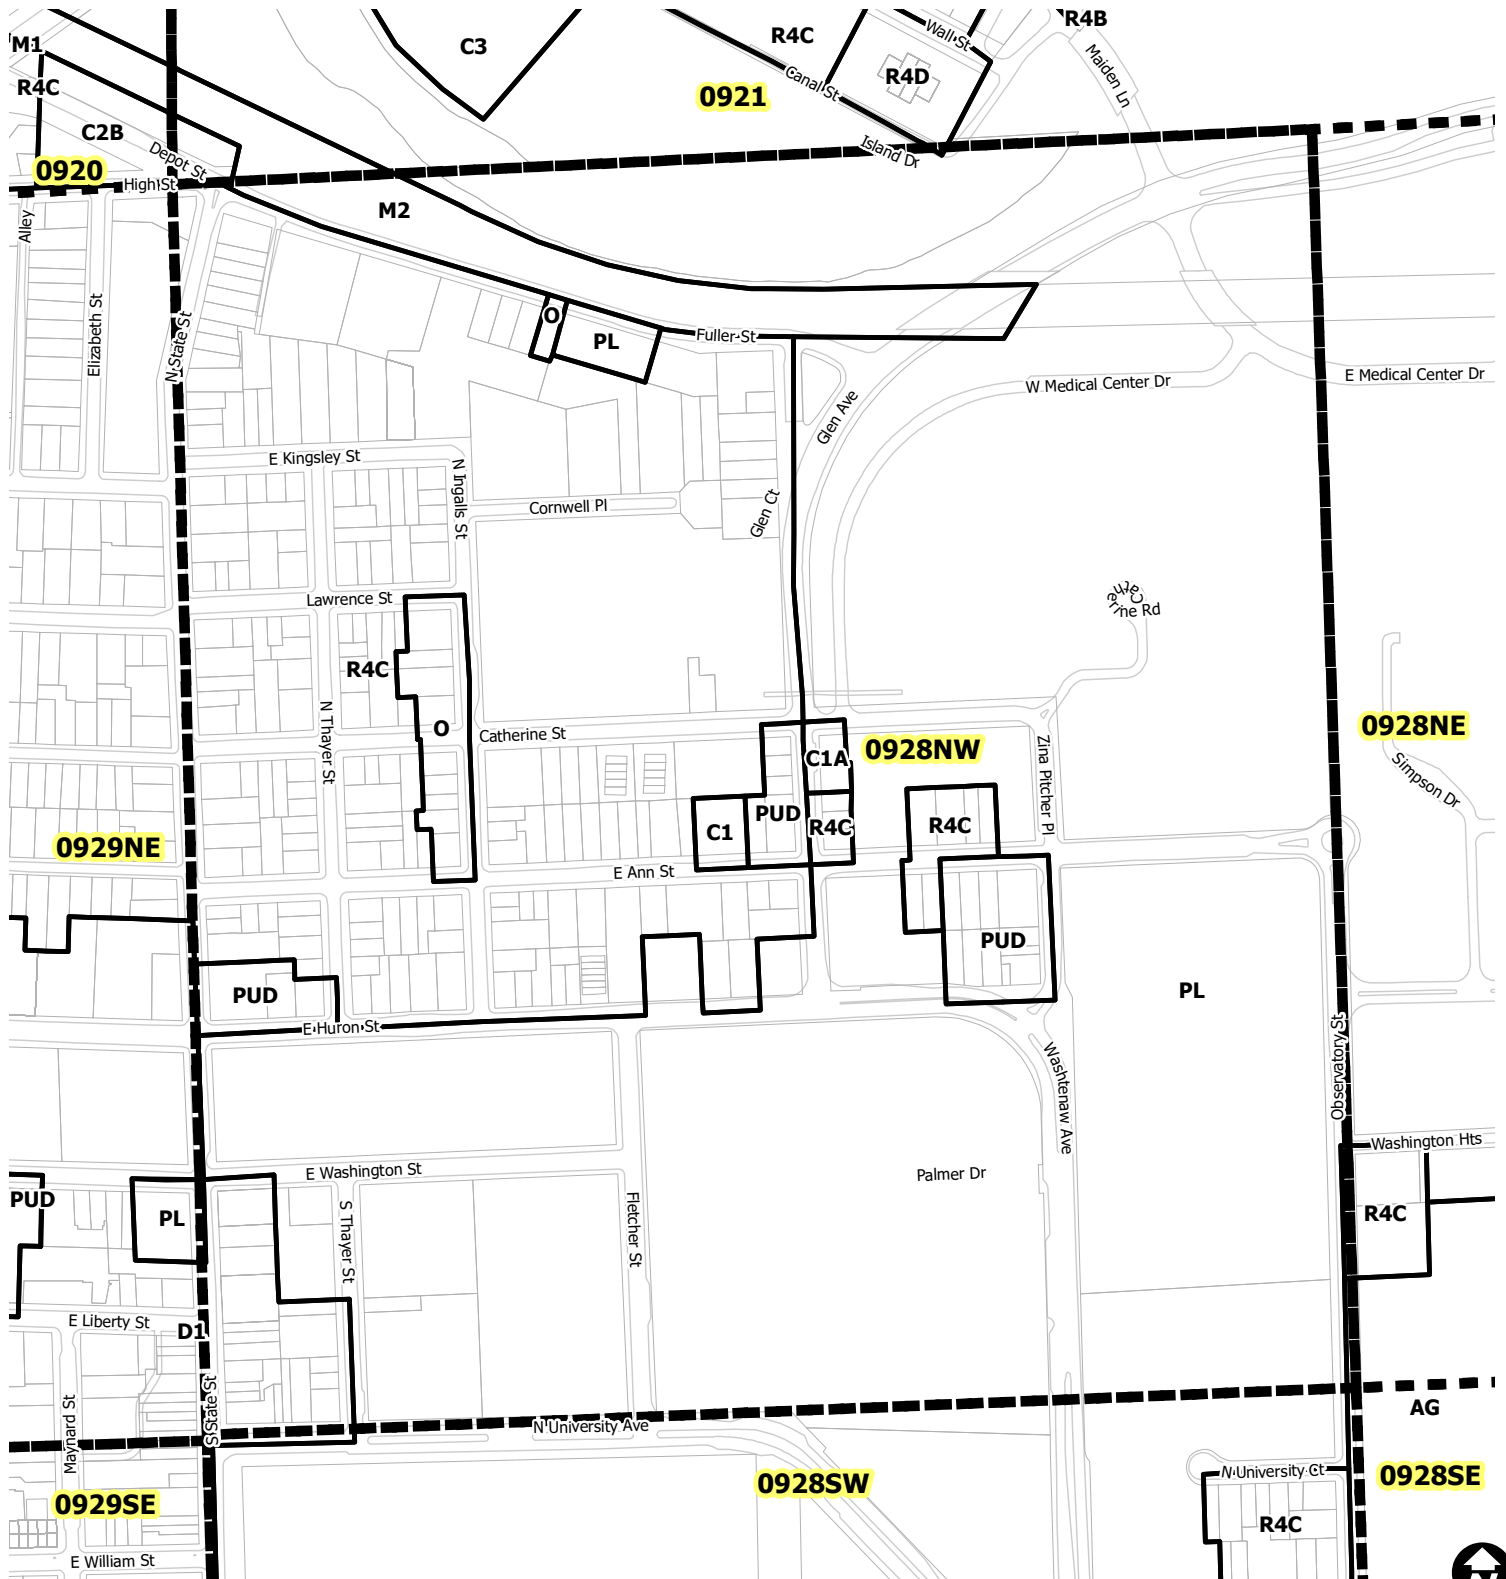 R4B
M1
C3
R4C
Wall St
R4C
R4D
Canal St
Maiden Ln
0921
C2B
Island Dr
Depot St
0920
High St
M2
Alley
Elizabeth St
N State St
O
PL
Fuller St
W Medical Center Dr
E Medical Center Dr
Glen Ave
E Kingsley St
N Ingalls St
Cornwell Pl
Glen Ct
Lawrence St
Catherine Rd
R4C
N Thayer St
O
Catherine St
0928NW
0928NE
C1A
Zina Pitcher Pl
Simpson Dr
PUD
R4C
C1
R4C
0929NE
E Ann St
PUD
PUD
PL
E Huron St
Washtenaw Ave
Observatory St
Washington Hts
E Washington St
Palmer Dr
PUD
PL
S Thayer St
Fletcher St
R4C
E Liberty St
D1
S State St
Maynard St
AG
N University Ave
0928SW
N University Ct
0928SE
0929SE
R4C
E William St